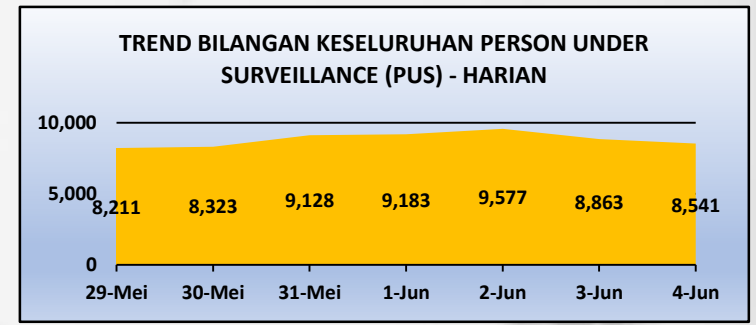 TREND BILANGAN KESELURUHAN PERSON UNDER
SURVEILLANCE (PUS) - HARIAN
10,000
5,000
8,211 8,323 9,128 9,183 9,577 8,863 8,541
0
29-Mei 30-Mei 31-Mei 1-Jun 2-Jun 3-Jun 4-Jun